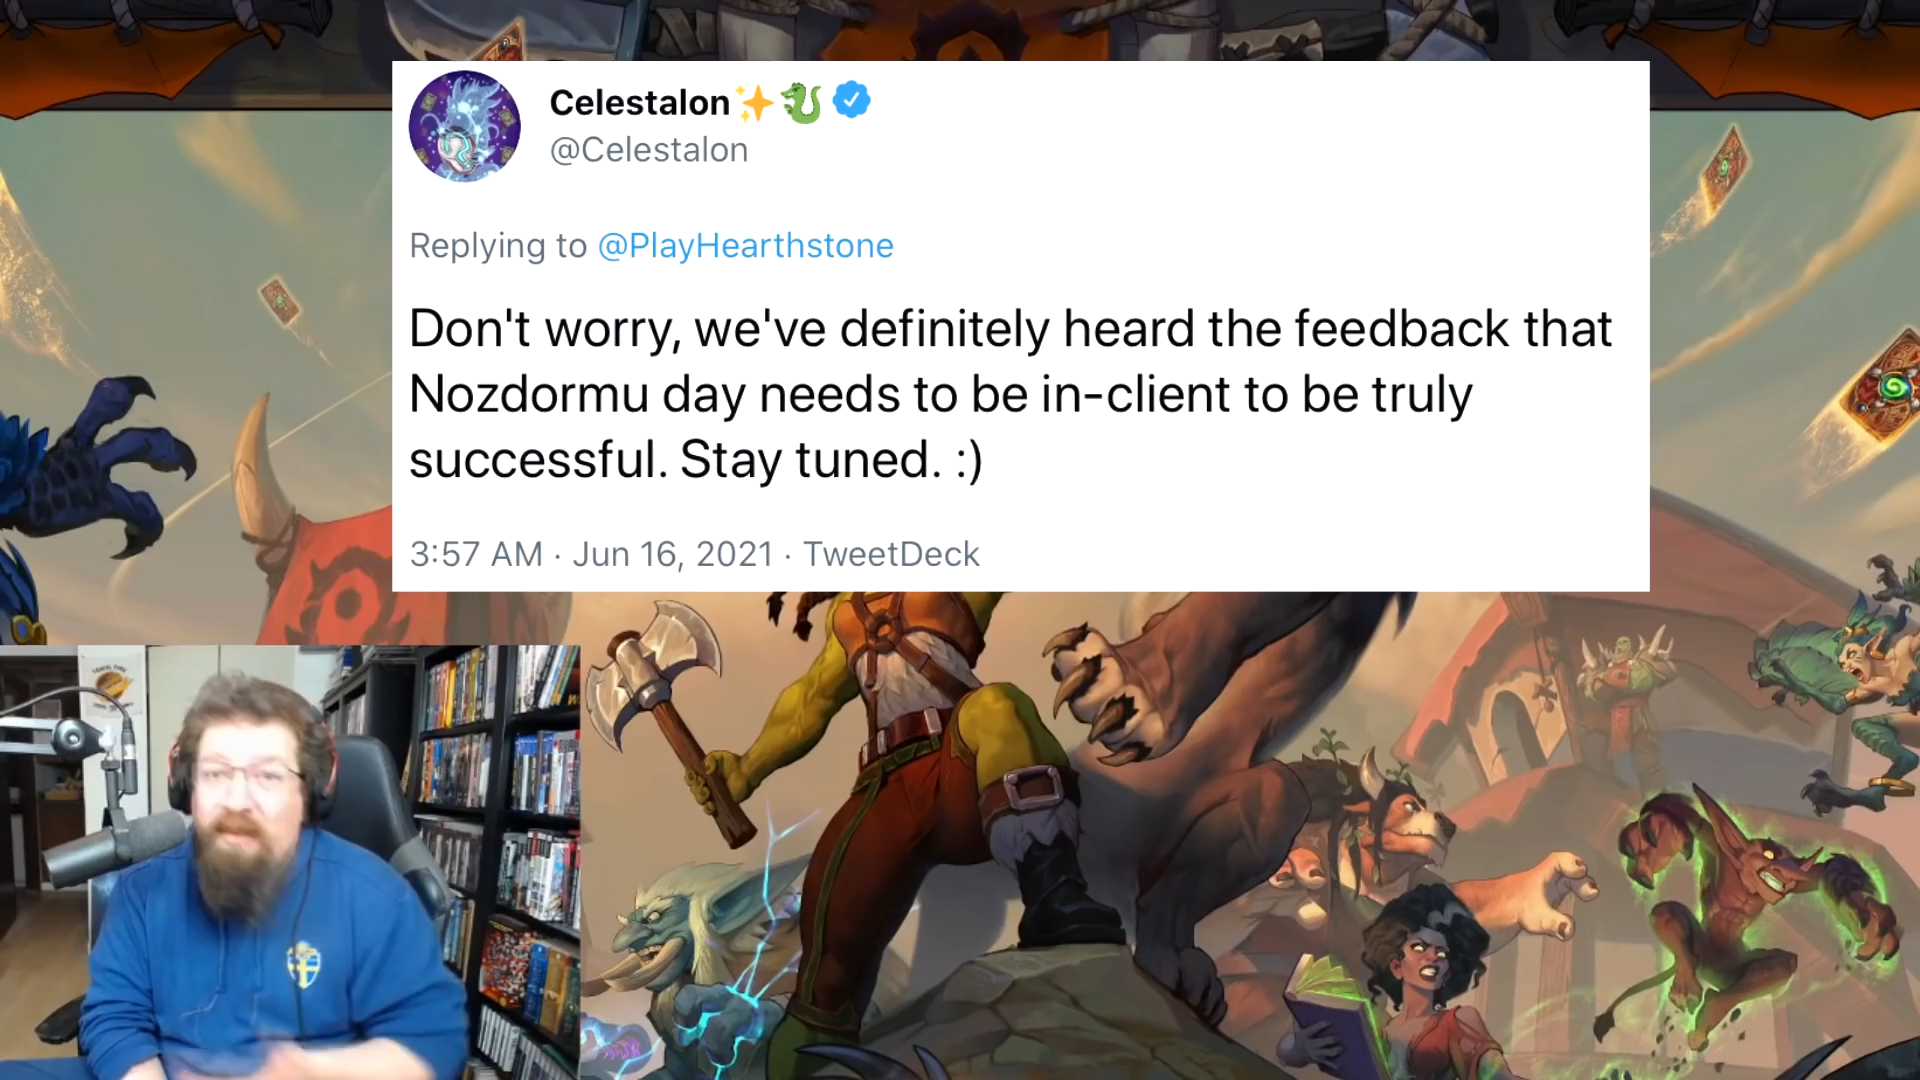 Celestalon✨🐉
@Celestalon
Replying to @PlayHearthstone
Don't worry, we've definitely heard the feedback that
Nozdormu day needs to be in-client to be truly
successful. Stay tuned. :)
3:57 AM · Jun 16, 2021 · TweetDeck